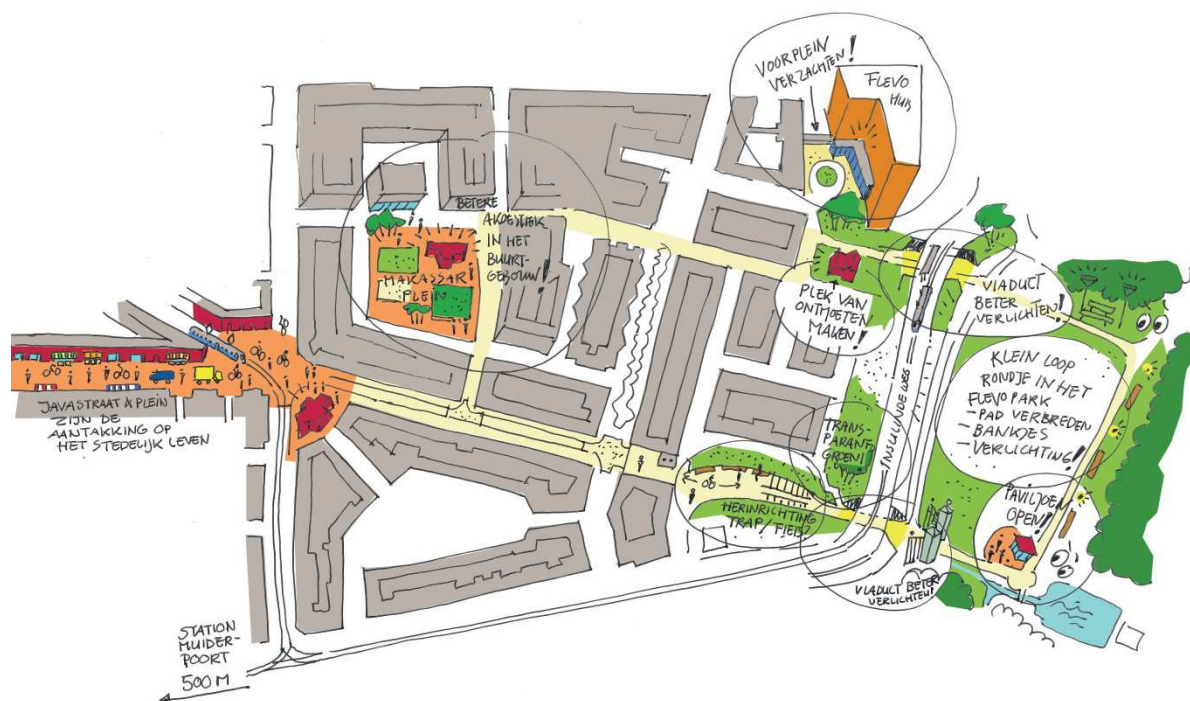 VOORPLEIN
VERZACHTEN!
FLEVO
HUIS
BETERE
AKOESTIEK
IN HET
BUURT-
GEBOUW!
MAKASSAR
PLEIN
VIADUCT
BETER
VERLICHTEN!
PLEK VAN
ONTMOETEN
MAKEN!
KLEIN LOOP
RONDJE IN HET
FLEVOPARK
- PAD VERBREDEN
- BANKJES
- VERLICHTING!
JAVASTRAAT & PLEIN
ZIJN DE
AANTAKKING OP
HET STEDELIJK LEVEN
TRANS-
PARANT
GROEN!
INSULINDEWEG
PAVILJOEN
OPEN!
HERINRICHTING
TRAP/FIETS?
VIADUCT BETER
VERLICHTEN!
STATION
MUIDER-
POORT
500 M